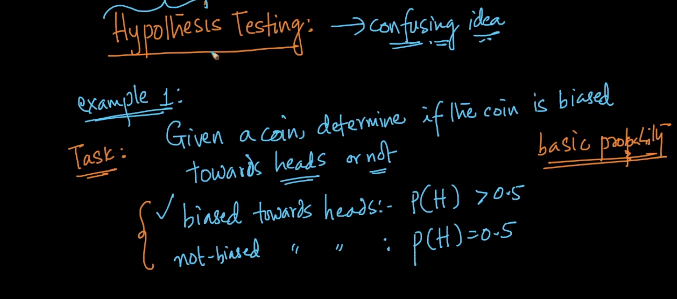 Hypothesis Testing: → confusing idea
example 1:
Given a coin, determine if the coin is biased
Task: towards heads or not
basic probability
✓ biased towards heads:- P(H) > 0.5
not-biased " " : P(H) = 0.5